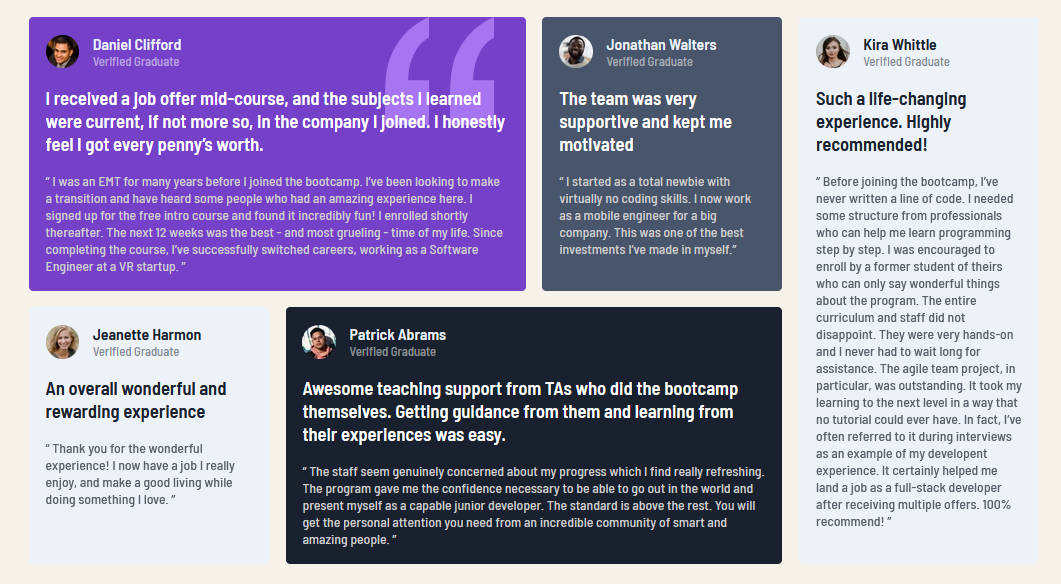 Daniel Clifford
Verified Graduate
I received a job offer mid-course, and the subjects I learned
were current, if not more so, in the company I joined. I honestly
feel I got every penny’s worth.
“ I was an EMT for many years before I joined the bootcamp. I’ve been looking to make
a transition and have heard some people who had an amazing experience here. I
signed up for the free intro course and found it incredibly fun! I enrolled shortly
thereafter. The next 12 weeks was the best - and most grueling - time of my life. Since
completing the course, I’ve successfully switched careers, working as a Software
Engineer at a VR startup. ”
Jonathan Walters
Verified Graduate
The team was very
supportive and kept me
motivated
“ I started as a total newbie with
virtually no coding skills. I now work
as a mobile engineer for a big
company. This was one of the best
investments I’ve made in myself.”
Kira Whittle
Verified Graduate
Such a life-changing
experience. Highly
recommended!
“ Before joining the bootcamp, I’ve
never written a line of code. I needed
some structure from professionals
who can help me learn programming
step by step. I was encouraged to
enroll by a former student of theirs
who can only say wonderful things
about the program. The entire
curriculum and staff did not
disappoint. They were very hands-on
and I never had to wait long for
assistance. The agile team project, in
particular, was outstanding. It took my
learning to the next level in a way that
no tutorial could ever have. In fact, I’ve
often referred to it during interviews
as an example of my developent
experience. It certainly helped me
land a job as a full-stack developer
after receiving multiple offers. 100%
recommend! ”
Jeanette Harmon
Verified Graduate
An overall wonderful and
rewarding experience
“ Thank you for the wonderful
experience! I now have a job I really
enjoy, and make a good living while
doing something I love. ”
Patrick Abrams
Verified Graduate
Awesome teaching support from TAs who did the bootcamp
themselves. Getting guidance from them and learning from
their experiences was easy.
“ The staff seem genuinely concerned about my progress which I find really refreshing.
The program gave me the confidence necessary to be able to go out in the world and
present myself as a capable junior developer. The standard is above the rest. You will
get the personal attention you need from an incredible community of smart and
amazing people. ”